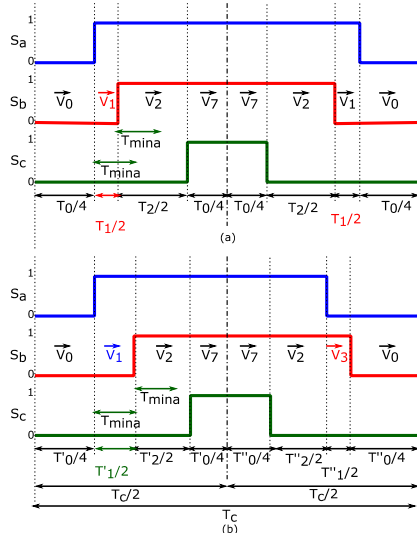 1
Sa
0
1
Sb V0 V1 V2 V7 V7 V2 V1 V0
0
Tmina
1
Sc Tmina
0
T0/4 T2/2 T0/4 T0/4 T2/2 T0/4
T1/2 T1/2
(a)
1
Sa
0
1
Sb V0 V1 V2 V7 V7 V2 V3 V0
0
Tmina
1
Sc Tmina
0
T'0/4 T'2/2 T'0/4 T''0/4 T''2/2 T''0/4
T'1/2 T''1/2
Tc/2 Tc/2
Tc
(b)